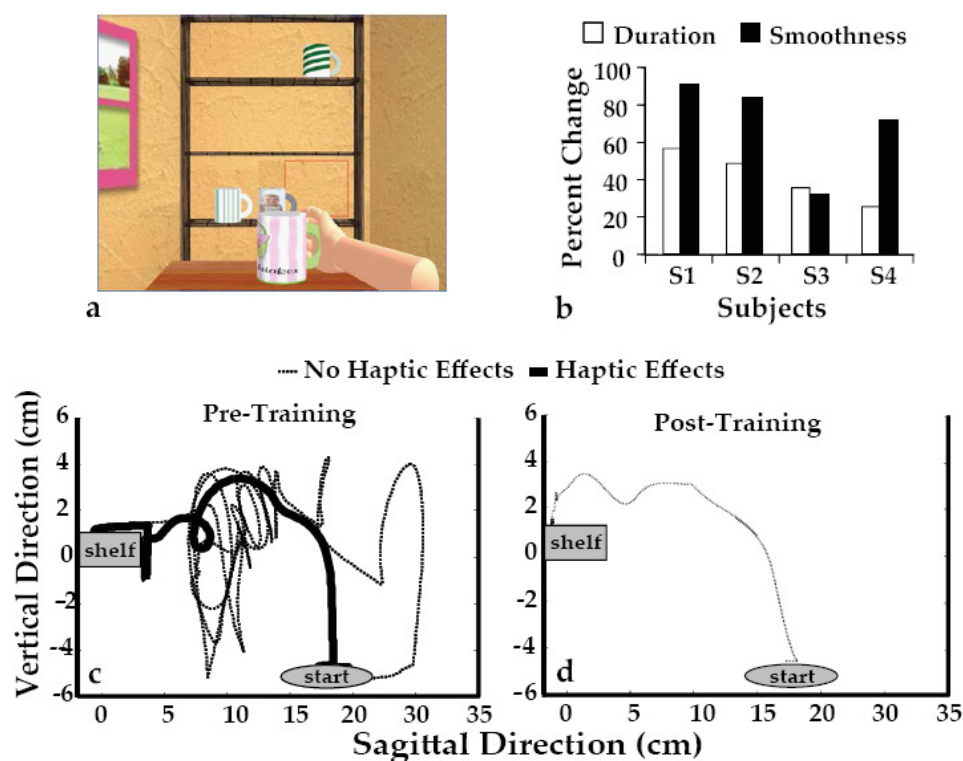 a
□ Duration ■ Smoothness
Percent Change
100
80
60
40
20
0
S1 S2 S3 S4
Subjects
b
No Haptic Effects Haptic Effects
Pre-Training
Vertical Direction (cm)
6
4
2
0
-2
-4
-6
shelf
start
c
0 5 10 15 20 30 35
Post-Training
6
4
2
0
-2
-4
-6
shelf
start
d
0 5 10 15 20 30 35
Sagittal Direction (cm)